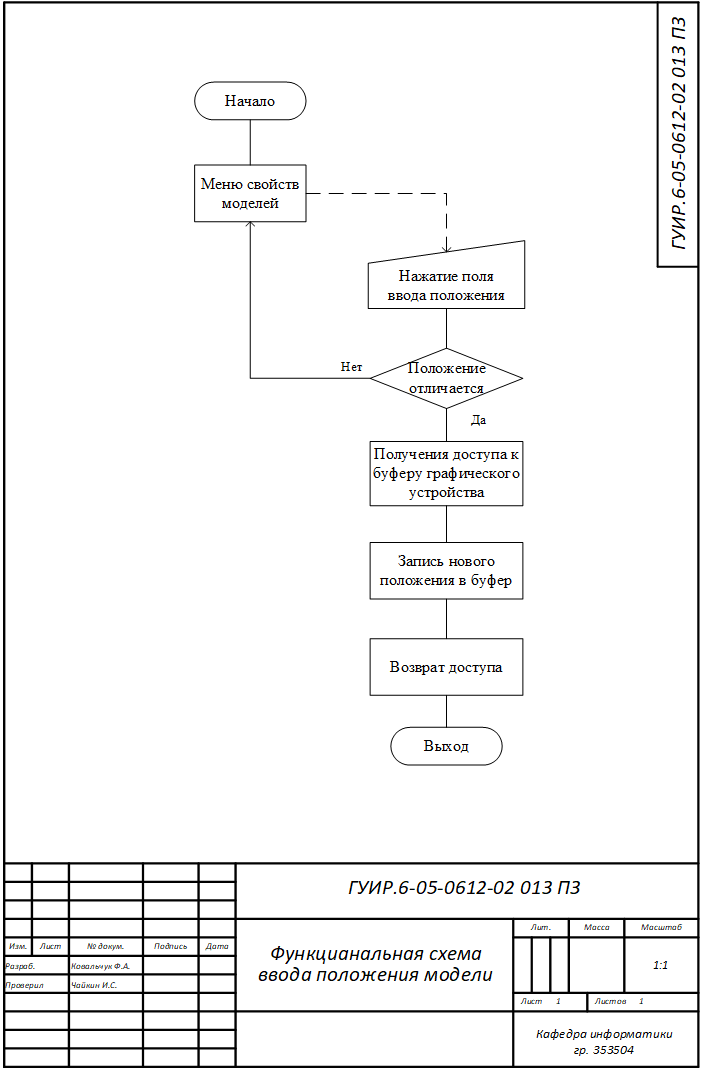 ГУИР.6-05-0612-02 013 ПЗ
Начало
Меню свойств
моделей
Нажатие поля
ввода положения
Нет
Положение
отличается
Да
Получения доступа к
буферу графического
устройства
Запись нового
положения в буфер
Возврат доступа
Выход
ГУИР.6-05-0612-02 013 ПЗ
Изм. Лист № докум. Подпись Дата
Разраб. Ковальчук Ф.А.
Проверил Чайкин И.С.
Функцианальная схема
ввода положения модели
Лит. Масса Масштаб
1:1
Лист 1 Листов 1
Кафедра информатики
гр. 353504